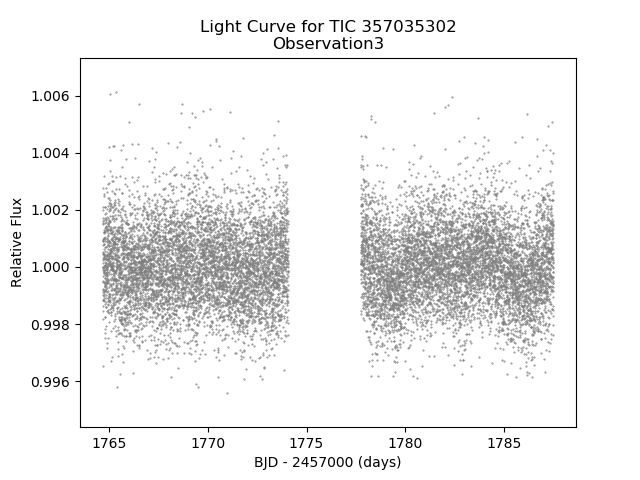 Light Curve for TIC 357035302
Observation3
1.006
1.004
1.002
1.000
0.998
0.996
Relative Flux
1765
1770
1775
1780
1785
BJD - 2457000 (days)